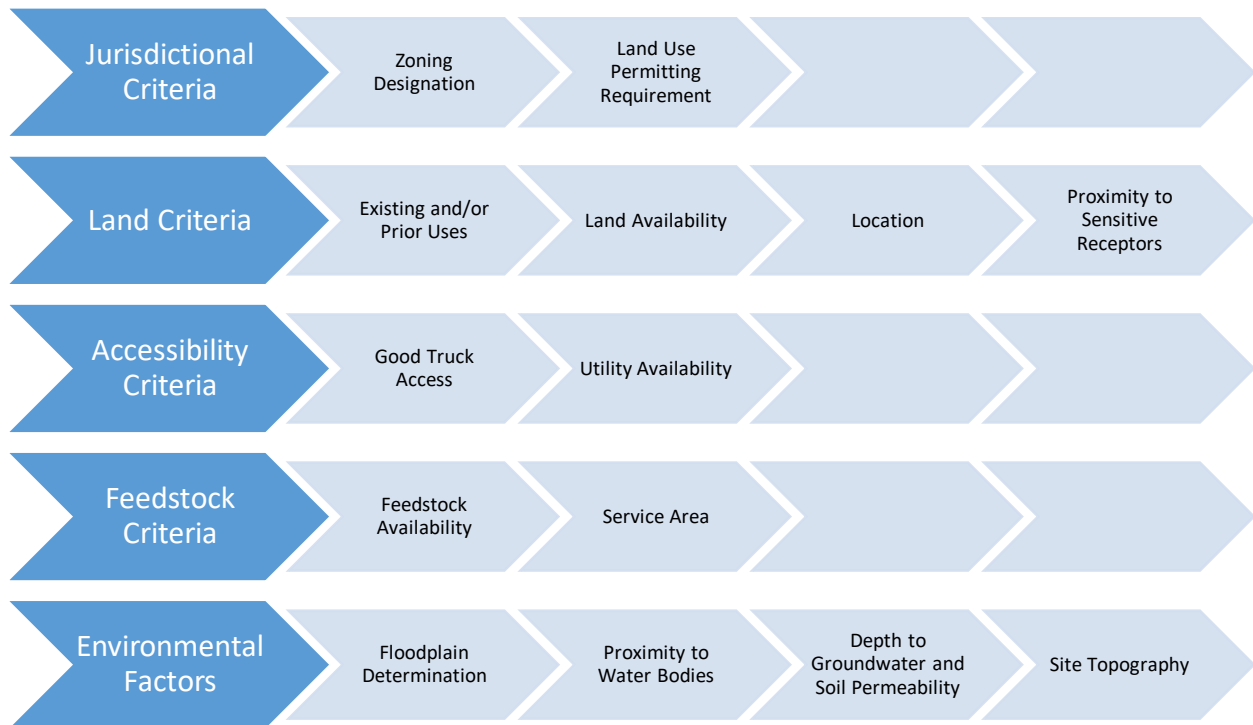 Jurisdictional
Criteria
Zoning
Designation
Land Use
Permitting
Requirement
Land Criteria
Existing and/or
Prior Uses
Land Availability
Location
Proximity to
Sensitive
Receptors
Accessibility
Criteria
Good Truck
Access
Utility Availability
Feedstock
Criteria
Feedstock
Availability
Service Area
Environmental
Factors
Floodplain
Determination
Proximity to
Water Bodies
Depth to
Groundwater and
Soil Permeability
Site Topography